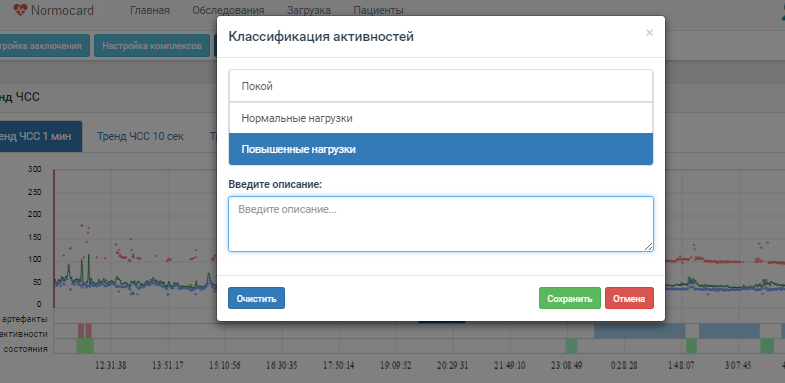 Normocard Главная Обследования Загрузка Пациенты
тройка заключения Настройка комплексов
Классификация активностей ×
Покой
Нормальные нагрузки
Повышенные нагрузки
Введите описание:
Введите описание...
Очистить Сохранить Отмена
нд ЧСС
енд ЧСС 1 мин Тренд ЧСС 10 сек
300
250
200
150
100
50
0
артефакты
активности
состояния
12:31:38 13:51:17 15:10:56 16:30:35 17:50:14 19:09:52 20:29:31 21:49:10 23:08:49 0:28:28 1:48:07 3:07:45